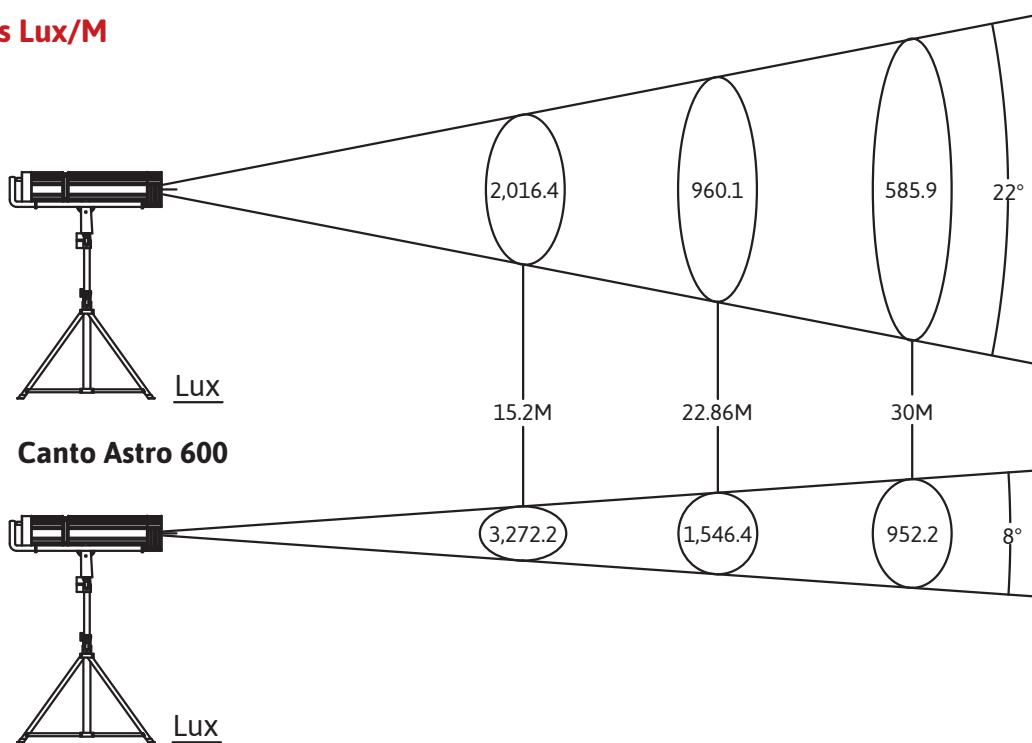 s Lux/M
2,016.4 960.1 585.9 22°
Lux
15.2M 22.86M 30M
Canto Astro 600
3,272.2 1,546.4 952.2 8°
Lux